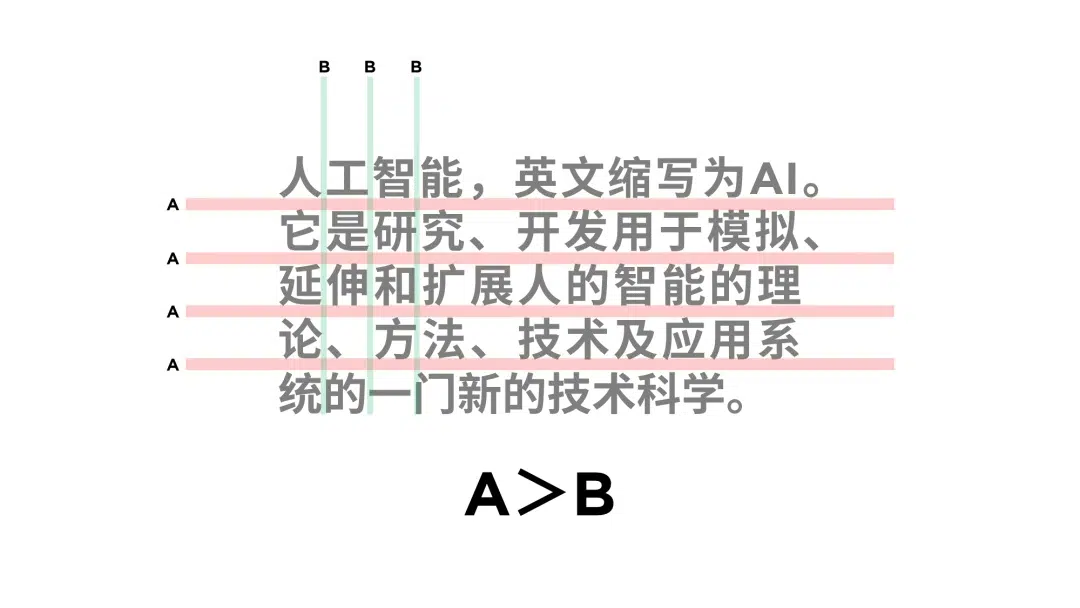 B B B
人工智能，英文缩写为AI。
A
它是研究、开发用于模拟、
A
延伸和扩展人的智能的理
A
论、方法、技术及应用系
A
统的一门新的技术科学。
A＞B